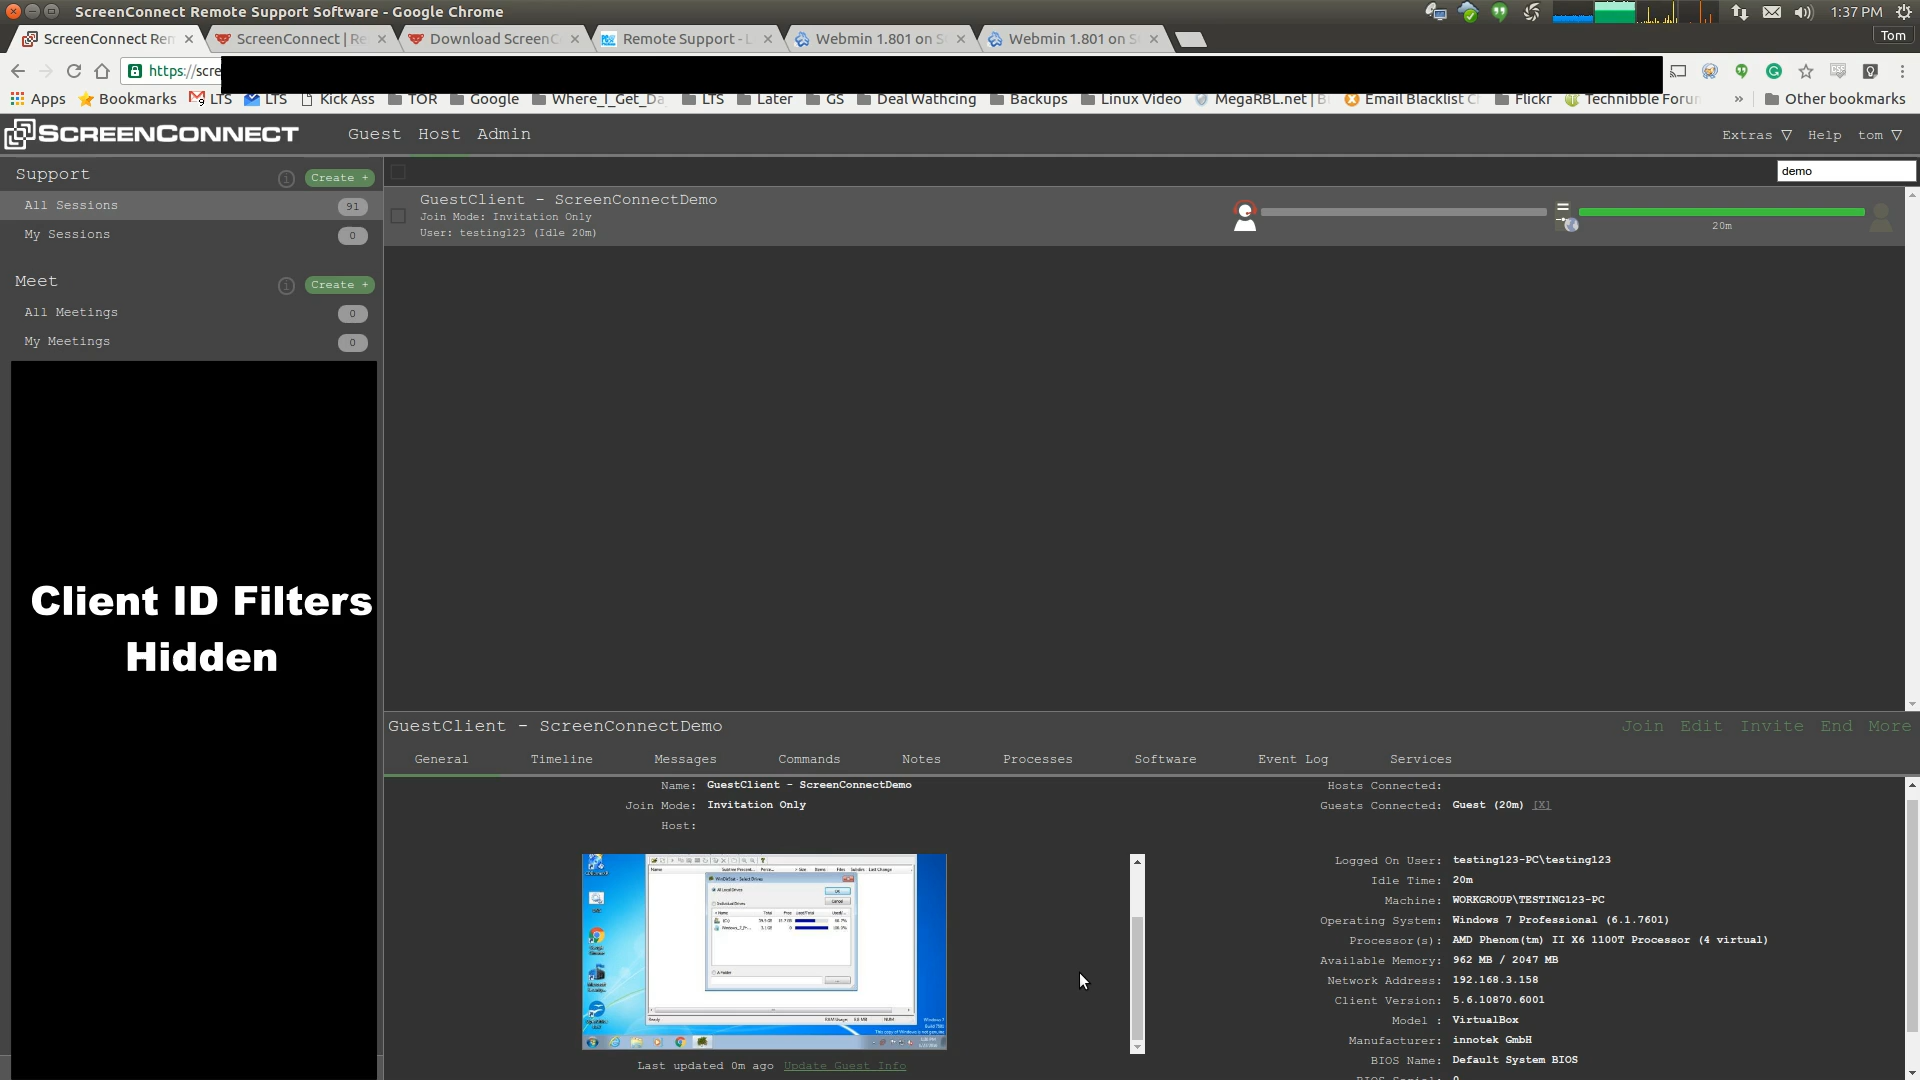 ScreenConnect Remote Support Software - Google Chrome
1:37 PM
ScreenConnect Rem
ScreenConnect | Re
Download ScreenC
Remote Support - L
Webmin 1.801 on S
Webmin 1.801 on S
Tom
https://scre
Apps
Bookmarks
LTS
LTS
Kick Ass
TOR
Google
Where_I_Get_Da
LTS
Later
GS
Deal Wathcing
Backups
Linux Video
MegaRBL.net | B
Email Blacklist C
Flickr
Technibble Forun
»
Other bookmarks
SCREENCONNECT
Guest
Host
Admin
Extras
Help
tom
Support
Create +
demo
All Sessions
91
My Sessions
0
GuestClient - ScreenConnectDemo
Join Mode: Invitation Only
User: testing123 (Idle 20m)
20m
Meet
Create +
All Meetings
0
My Meetings
0
Client ID Filters
Hidden
GuestClient - ScreenConnectDemo
Join Edit Invite End More
General
Timeline
Messages
Commands
Notes
Processes
Software
Event Log
Services
Name: GuestClient - ScreenConnectDemo
Join Mode: Invitation Only
Host:
Hosts Connected:
Guests Connected: Guest (20m) [X]
Logged On User: testing123-PC\testing123
Idle Time: 20m
Machine: WORKGROUP\TESTING123-PC
Operating System: Windows 7 Professional (6.1.7601)
Processor(s): AMD Phenom(tm) II X6 1100T Processor (4 virtual)
Available Memory: 962 MB / 2047 MB
Network Address: 192.168.3.158
Client Version: 5.6.10870.6001
Model : VirtualBox
Manufacturer: innotek GmbH
BIOS Name: Default System BIOS
Last updated 0m ago Update Guest Info